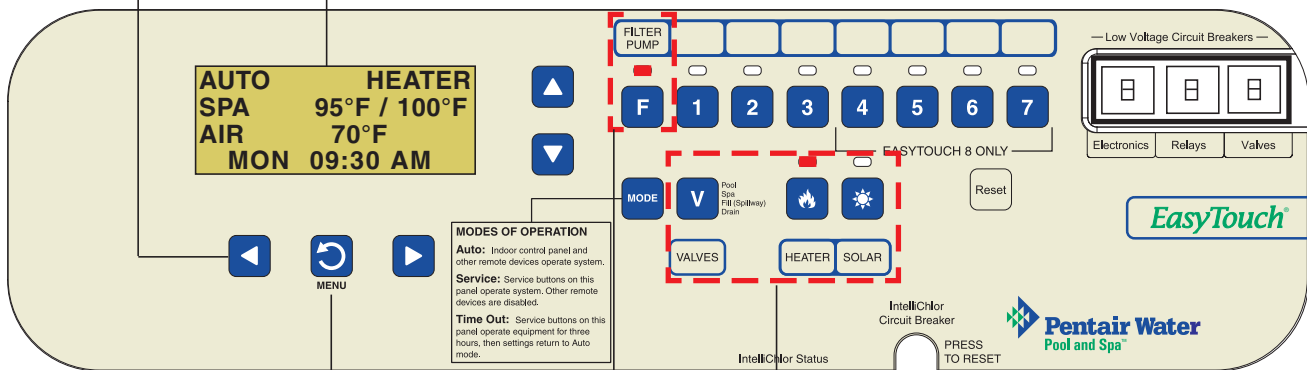 AUTO HEATER
SPA 95°F / 100°F
AIR 70°F
MON 09:30 AM
FILTER
PUMP
F
1
2
3
4
5
6
7
EASYTOUCH 8 ONLY
— Low Voltage Circuit Breakers —
Electronics
Relays
Valves
MODE
V
Pool
Spa
Fill (Spillway)
Drain
Reset
VALVES
HEATER
SOLAR
EasyTouch®
MENU
MODES OF OPERATION
Auto: Indoor control panel and
other remote devices operate system.
Service: Service buttons on this
panel operate system. Other remote
devices are disabled.
Time Out: Service buttons on this
panel operate equipment for three
hours, then settings return to Auto
mode.
IntelliChlor
Circuit Breaker
PRESS
TO RESET
IntelliChlor Status
Pentair Water
Pool and Spa™